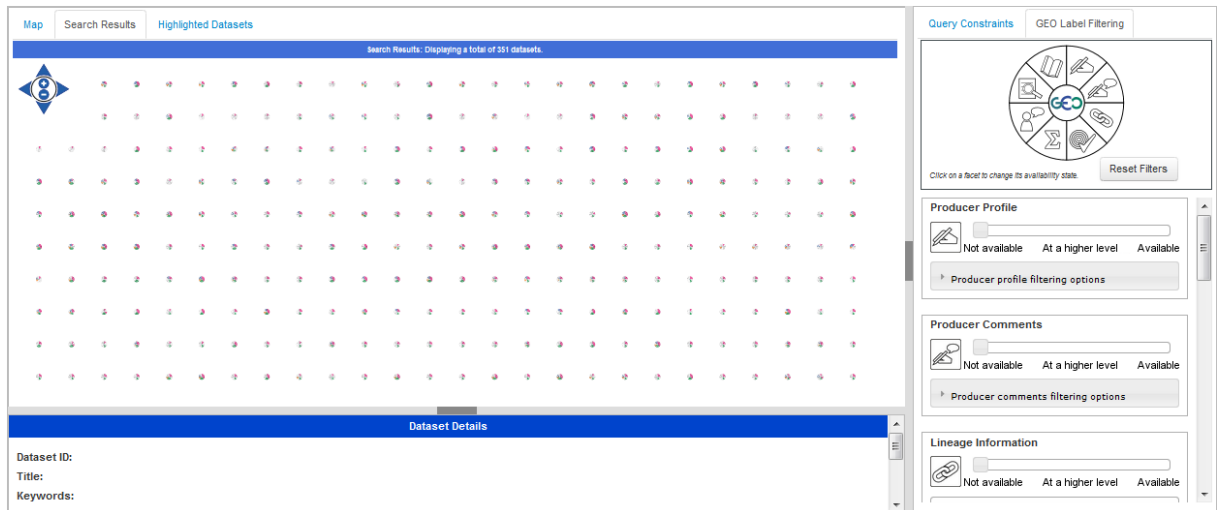 Map Search Results Highlighted Datasets
Search Results: Displaying a total of 351 datasets.
Dataset Details
Dataset ID:
Title:
Keywords:
Query Constraints GEO Label Filtering
GEO
Click on a facet to change its availability state.
Reset Filters
Producer Profile
Not available At a higher level Available
Producer profile filtering options
Producer Comments
Not available At a higher level Available
Producer comments filtering options
Lineage Information
Not available At a higher level Available